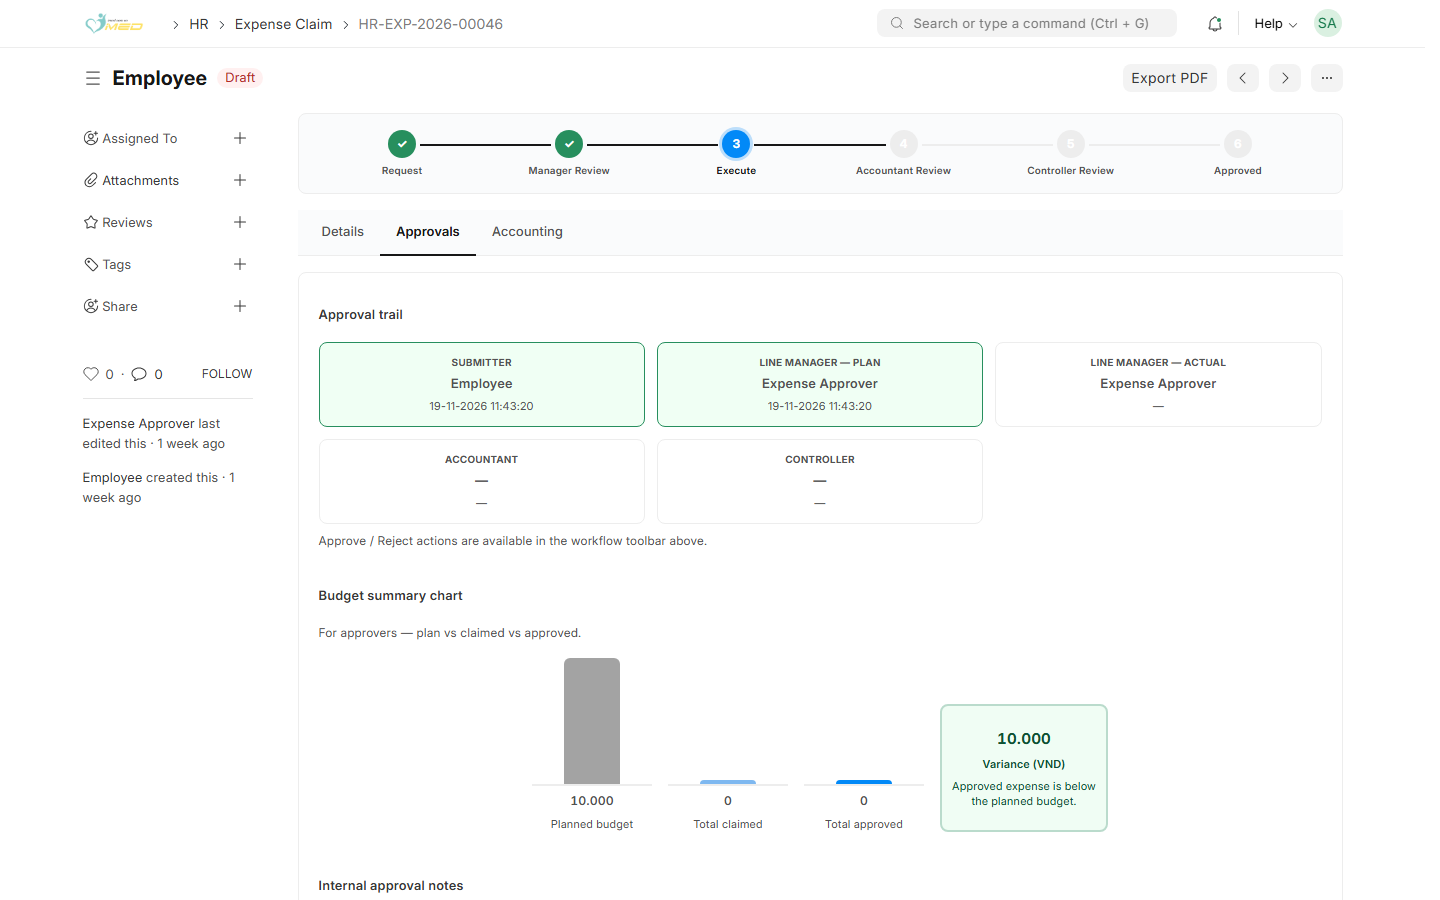 MED
HR
Expense Claim
HR-EXP-2026-00046
Search or type a command (Ctrl + G)
Help
SA
Employee
Draft
Export PDF
Assigned To
Attachments
Reviews
Tags
Share
0 · 0
FOLLOW
Expense Approver last
edited this · 1 week ago
Employee created this · 1
week ago
3
4
5
6
Request
Manager Review
Execute
Accountant Review
Controller Review
Approved
Details
Approvals
Accounting
Approval trail
SUBMITTER
Employee
19-11-2026 11:43:20
LINE MANAGER — PLAN
Expense Approver
19-11-2026 11:43:20
LINE MANAGER — ACTUAL
Expense Approver
—
ACCOUNTANT
—
—
CONTROLLER
—
—
Approve / Reject actions are available in the workflow toolbar above.
Budget summary chart
For approvers — plan vs claimed vs approved.
10.000
Planned budget
0
Total claimed
0
Total approved
10.000
Variance (VND)
Approved expense is below
the planned budget.
Internal approval notes